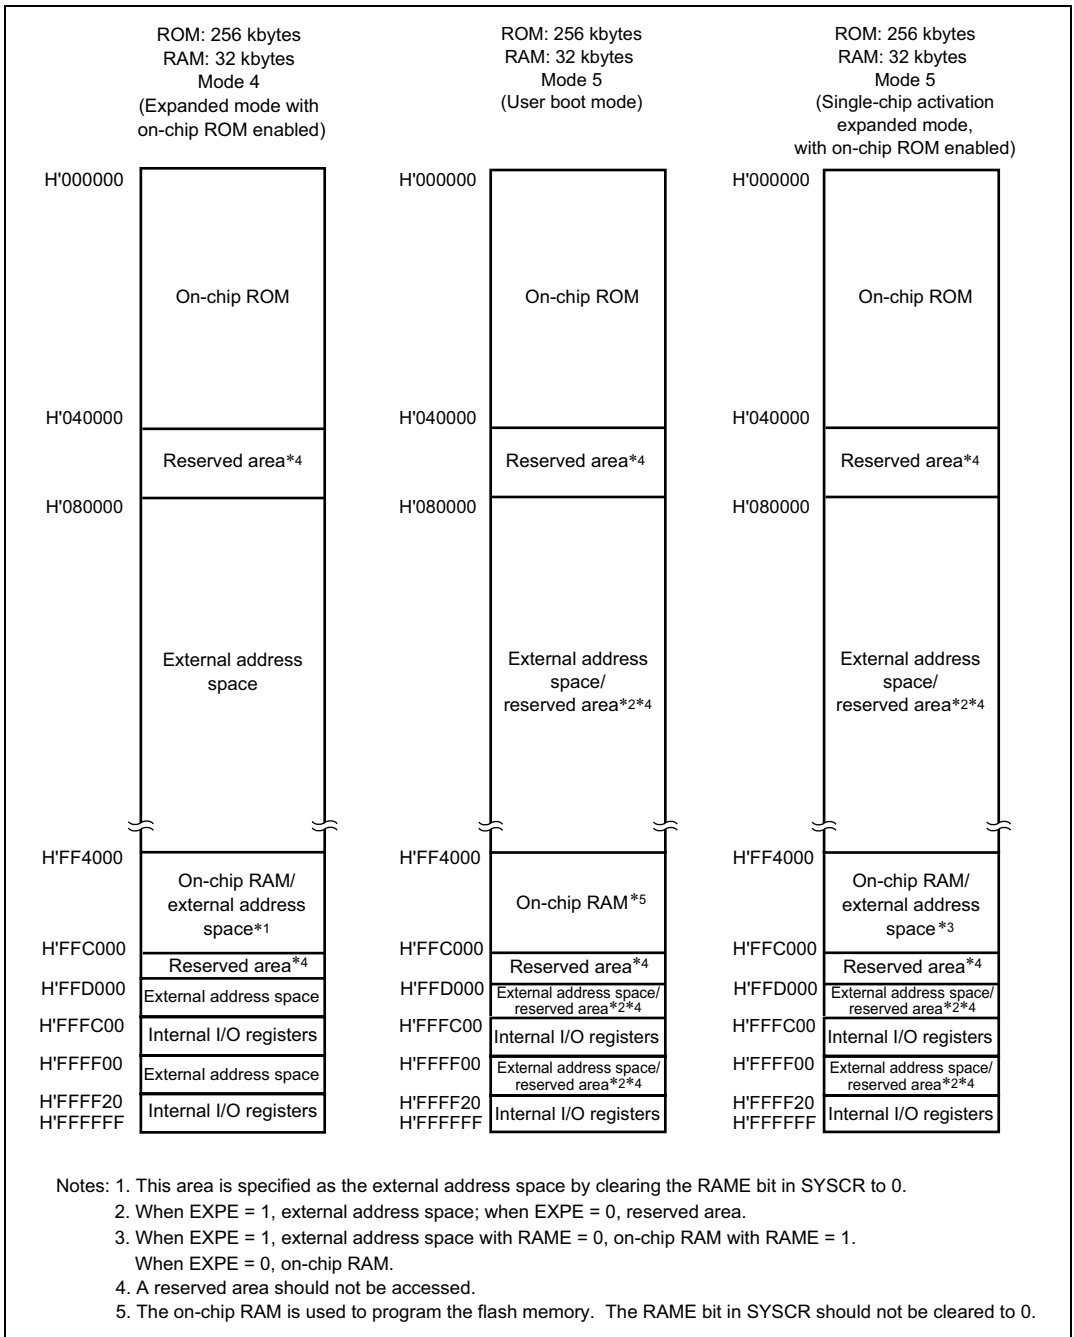 ROM: 256 kbytes
RAM: 32 kbytes
Mode 4
(Expanded mode with
on-chip ROM enabled)
H'000000
On-chip ROM
H'040000
Reserved area*4
H'080000
External address
space
H'FF4000
On-chip RAM/
external address
space*1
H'FFC000
Reserved area*4
H'FFD000
External address space
H'FFFC00
Internal I/O registers
H'FFFF00
External address space
H'FFFF20
Internal I/O registers
H'FFFFFF
ROM: 256 kbytes
RAM: 32 kbytes
Mode 5
(User boot mode)
H'000000
On-chip ROM
H'040000
Reserved area*4
H'080000
External address
space/
reserved area*2*4
H'FF4000
On-chip RAM*5
H'FFC000
Reserved area*4
H'FFD000
External address space/
reserved area*2*4
H'FFFC00
Internal I/O registers
H'FFFF00
External address space/
reserved area*2*4
H'FFFF20
Internal I/O registers
H'FFFFFF
ROM: 256 kbytes
RAM: 32 kbytes
Mode 5
(Single-chip activation
expanded mode,
with on-chip ROM enabled)
H'000000
On-chip ROM
H'040000
Reserved area*4
H'080000
External address
space/
reserved area*2*4
H'FF4000
On-chip RAM/
external address
space*3
H'FFC000
Reserved area*4
H'FFD000
External address space/
reserved area*2*4
H'FFFC00
Internal I/O registers
H'FFFF00
External address space/
reserved area*2*4
H'FFFF20
Internal I/O registers
H'FFFFFF
Notes: 1. This area is specified as the external address space by clearing the RAME bit in SYSCR to 0.
2. When EXPE = 1, external address space; when EXPE = 0, reserved area.
3. When EXPE = 1, external address space with RAME = 0, on-chip RAM with RAME = 1.
When EXPE = 0, on-chip RAM.
4. A reserved area should not be accessed.
5. The on-chip RAM is used to program the flash memory. The RAME bit in SYSCR should not be cleared to 0.